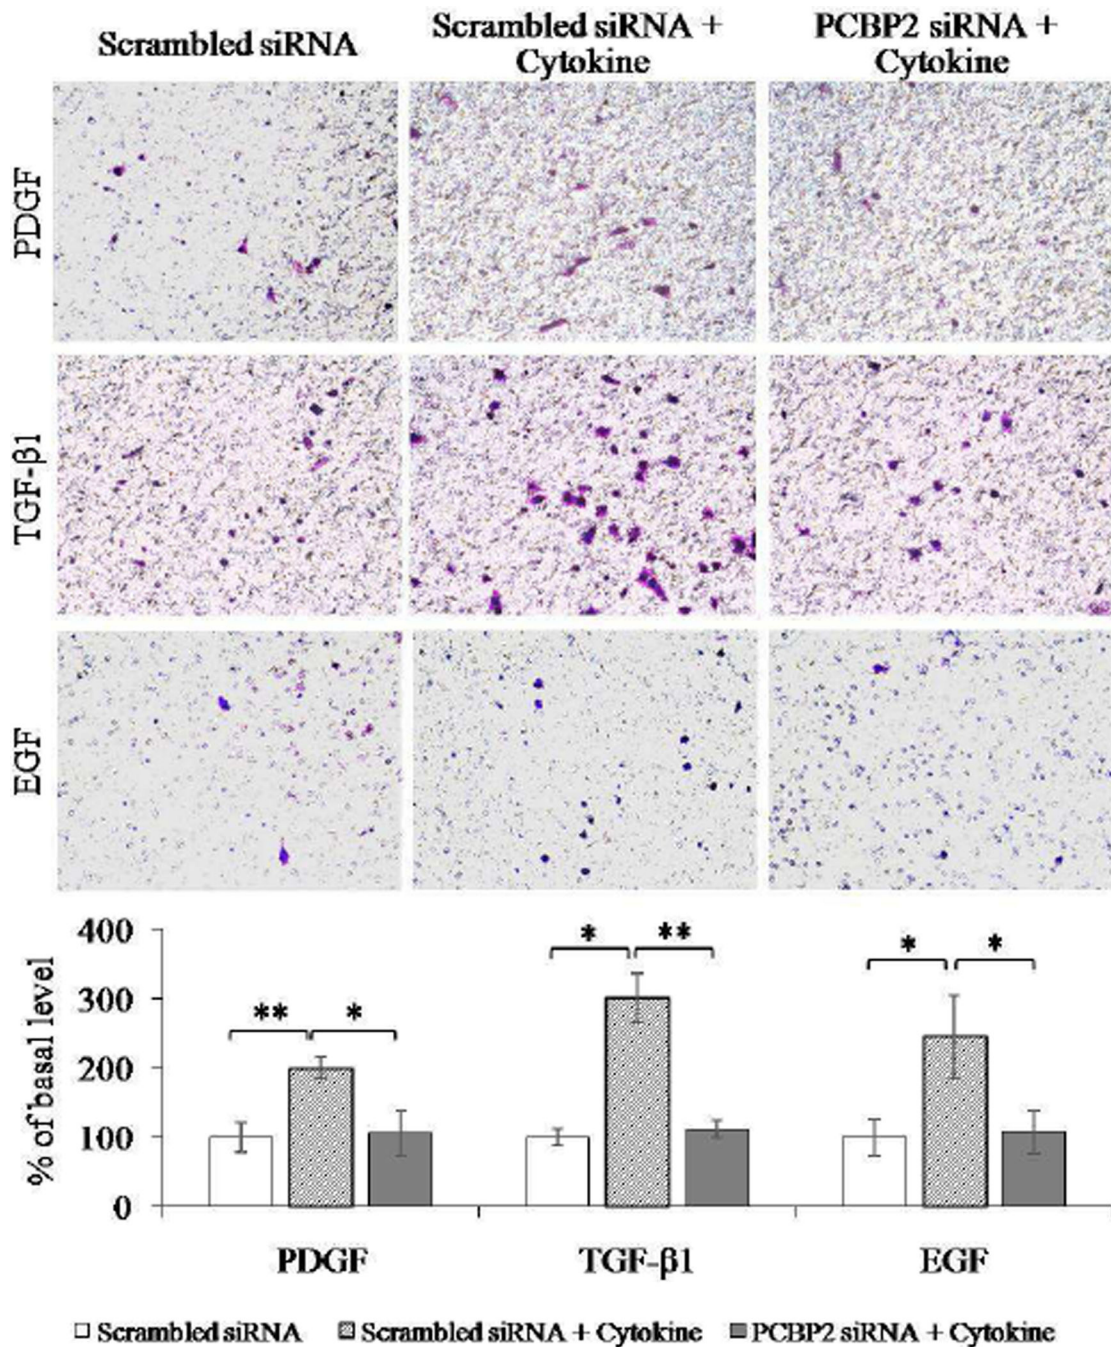 Scrambled siRNA
Scrambled siRNA +
Cytokine
PCBP2 siRNA +
Cytokine
PDGF
TGF-β1
EGF
% of basal level
400
300
200
100
0
** *
* **
* *
PDGF
TGF-β1
EGF
Scrambled siRNA
Scrambled siRNA + Cytokine
PCBP2 siRNA + Cytokine